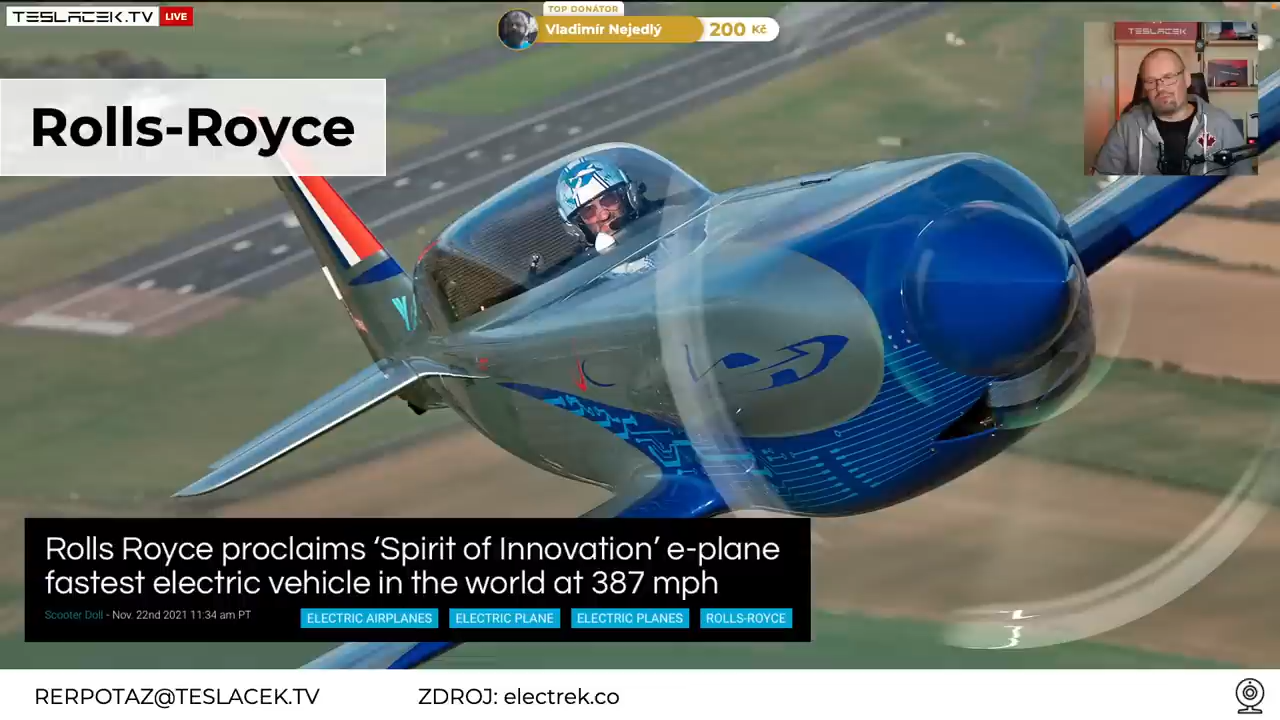 TESLACEK.TV LIVE
TOP DONÁTOR
Vladimír Nejedlý 200 Kč
TESLACEK
Rolls-Royce
Rolls Royce proclaims ‘Spirit of Innovation’ e-plane
fastest electric vehicle in the world at 387 mph
Scooter Doll - Nov. 22nd 2021 11:34 am PT
ELECTRIC AIRPLANES ELECTRIC PLANE ELECTRIC PLANES ROLLS-ROYCE
RERPOTAZ@TESLACEK.TV ZDROJ: electrek.co